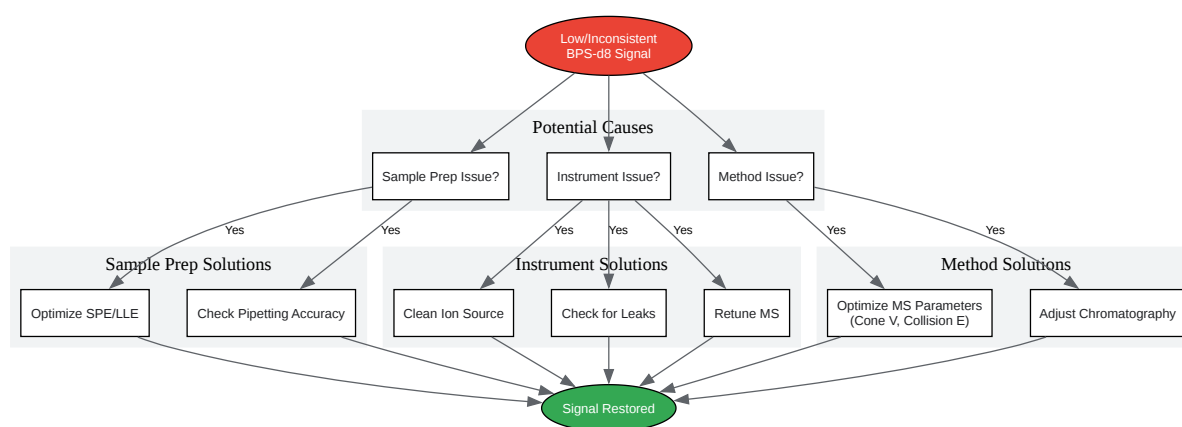 Low/Inconsistent
BPS-d8 Signal
Potential Causes
Sample Prep Issue?
Instrument Issue?
Method Issue?
Yes
Yes
Yes
Yes
Yes
Yes
Yes
Sample Prep Solutions
Instrument Solutions
Method Solutions
Optimize SPE/LLE
Check Pipetting Accuracy
Clean Ion Source
Check for Leaks
Retune MS
Optimize MS Parameters
(Cone V, Collision E)
Adjust Chromatography
Signal Restored